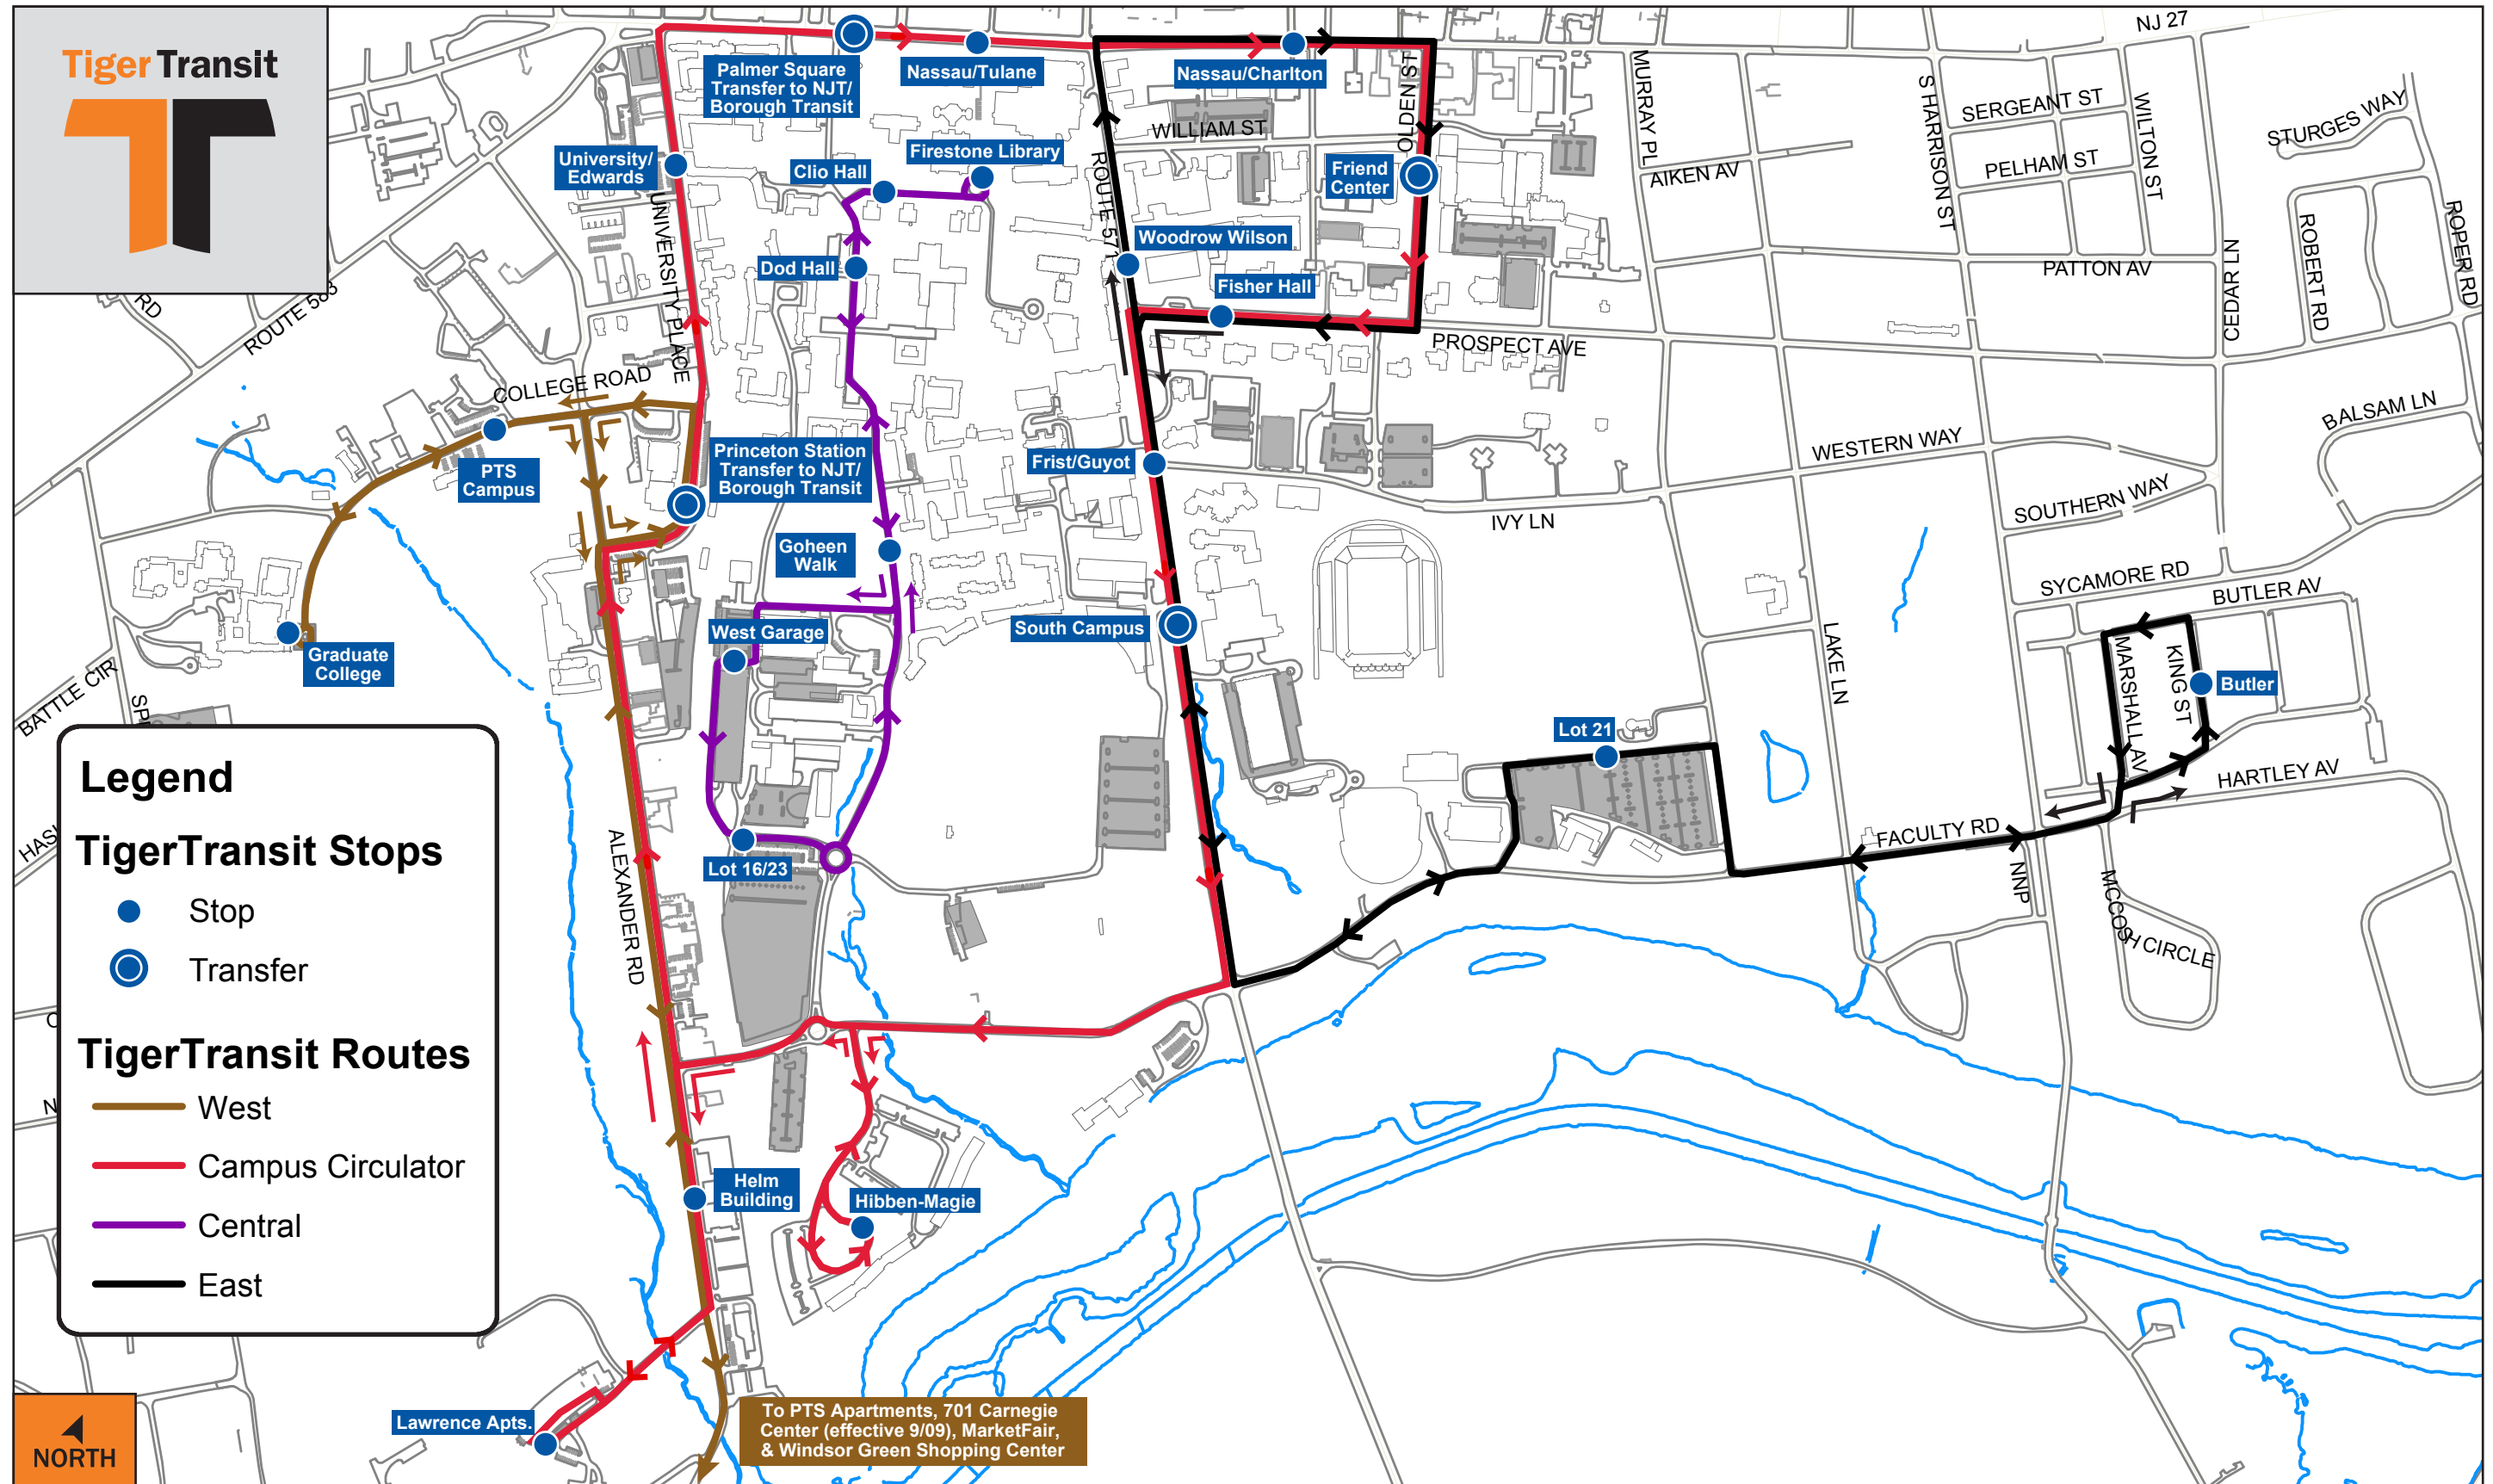 Tiger Transit
NJ 27
Palmer Square
Transfer to NJT/
Borough Transit
Nassau/Tulane
Nassau/Charlton
OLDEN ST
MURRAY PL
S HARRISON ST
SERGEANT ST
WILTON ST
STURGES WAY
WILLIAM ST
University/
Edwards
Clio Hall
Firestone Library
ROUTE 571
Friend
Center
AIKEN AV
PELHAM ST
ROPER RD
ROBERT RD
UNIVERSITY PLACE
Dod Hall
Woodrow Wilson
Fisher Hall
PATTON AV
CEDAR LN
RD
ROUTE 583
PROSPECT AVE
COLLEGE ROAD
BALSAM LN
PTS
Campus
Princeton Station
Transfer to NJT/
Borough Transit
Frist/Guyot
WESTERN WAY
SOUTHERN WAY
IVY LN
Goheen
Walk
SYCAMORE RD
BUTLER AV
West Garage
South Campus
Graduate
College
LAKE LN
MARSHALL AV
KING ST
Butler
BATTLE CIR
SPR
Lot 21
HARTLEY AV
FACULTY RD
HAS
Lot 16/23
ALEXANDER RD
NNP
MCCOSH CIRCLE
Legend
TigerTransit Stops
Stop
Transfer
TigerTransit Routes
West
Campus Circulator
Central
East
Helm
Building
Hibben-Magie
Lawrence Apts.
To PTS Apartments, 701 Carnegie
Center (effective 9/09), MarketFair,
& Windsor Green Shopping Center
NORTH